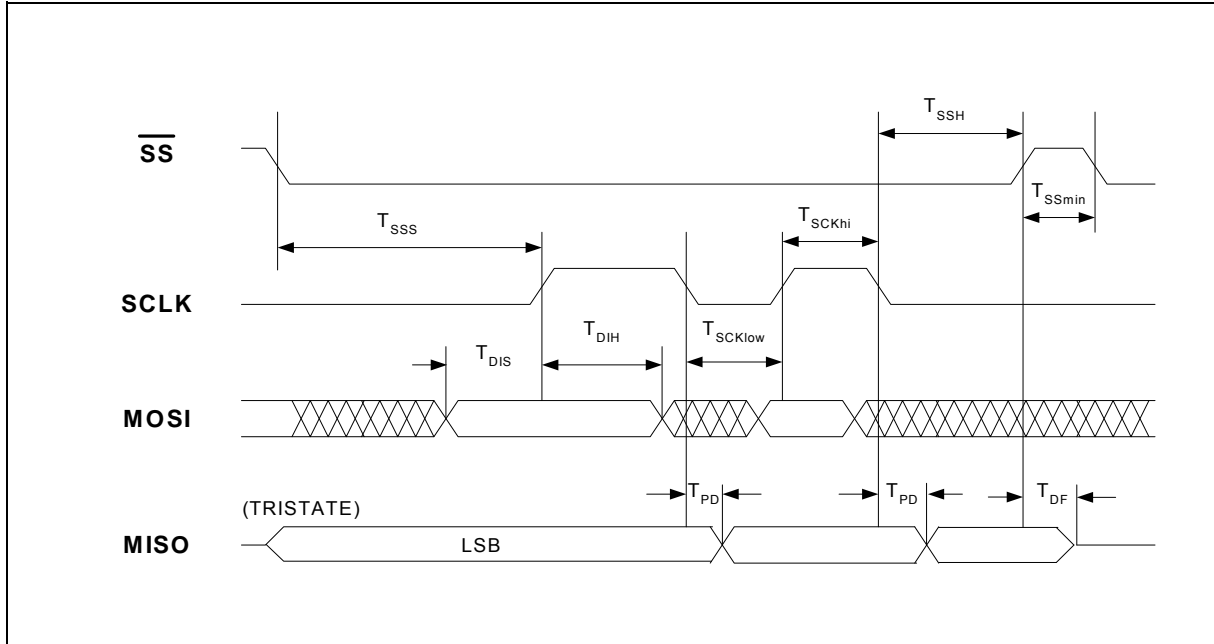 T_SSH
SS
T_SSmin
T_SCKhi
T_SSS
SCLK
T_DIS
T_DIH
T_SCKlow
MOSI
T_PD
T_PD
T_DF
(TRISTATE)
MISO
LSB